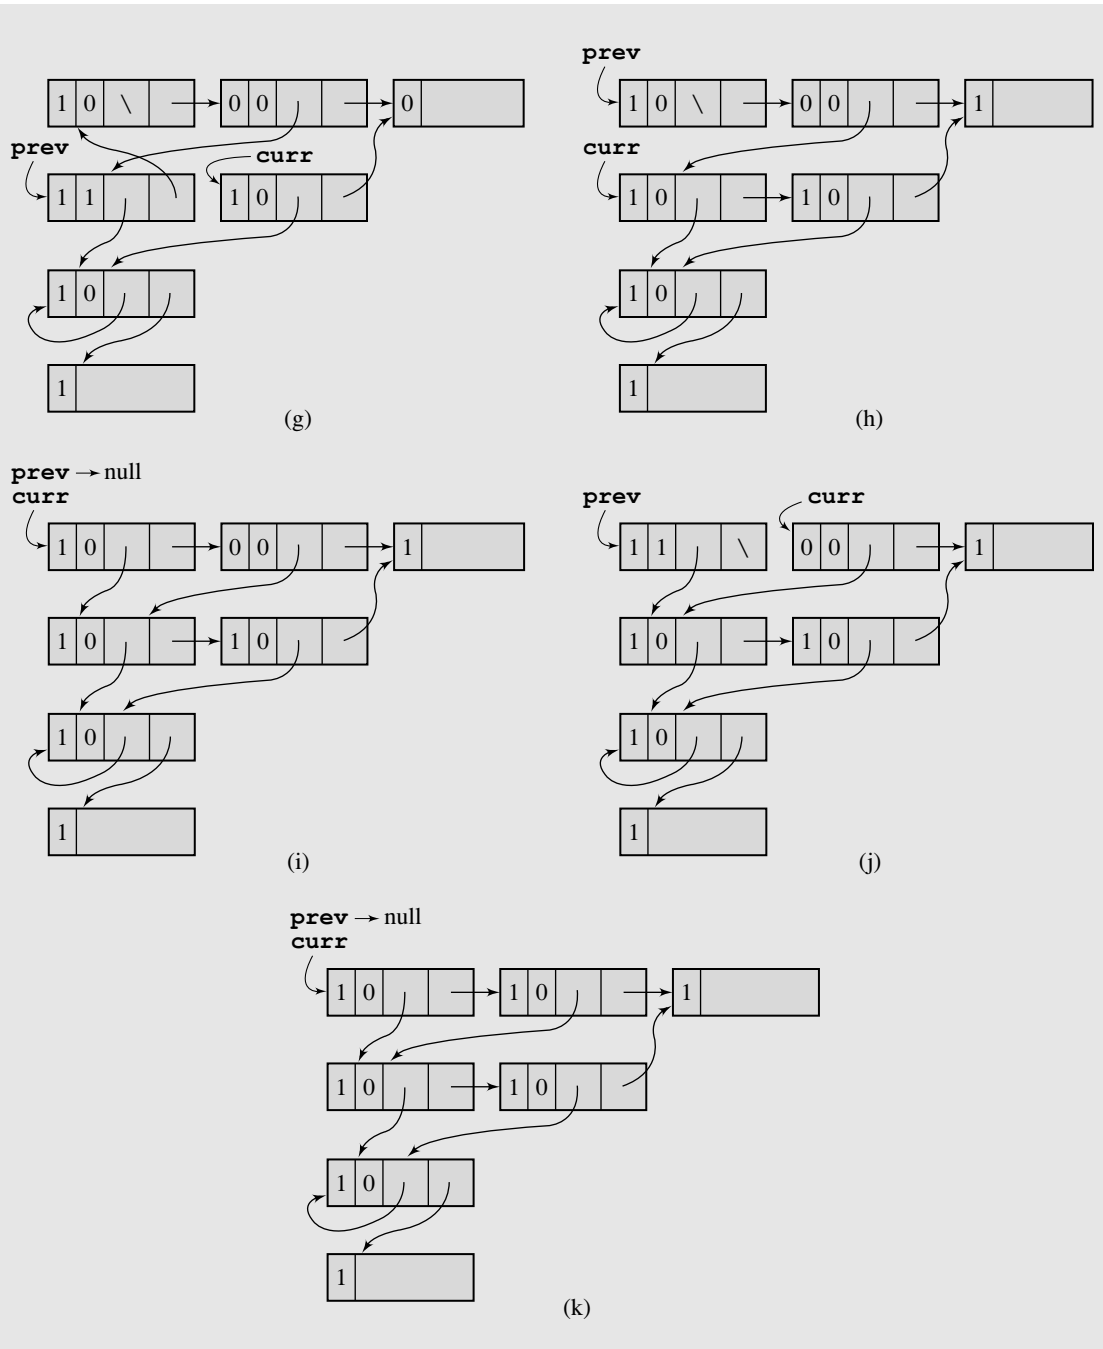 prev
1 0 \ 0 0 0
prev curr
1 1 1 0
1 0
1
(g)
prev
1 0 \ 0 0 1
curr
1 0 1 0
1 0
1
(h)
prev → null
curr
1 0 0 0 1
1 0 1 0
1 0
1
(i)
prev curr
1 1 \ 0 0 1
1 0 1 0
1 0
1
(j)
prev → null
curr
1 0 1 0 1
1 0 1 0
1 0
1
(k)